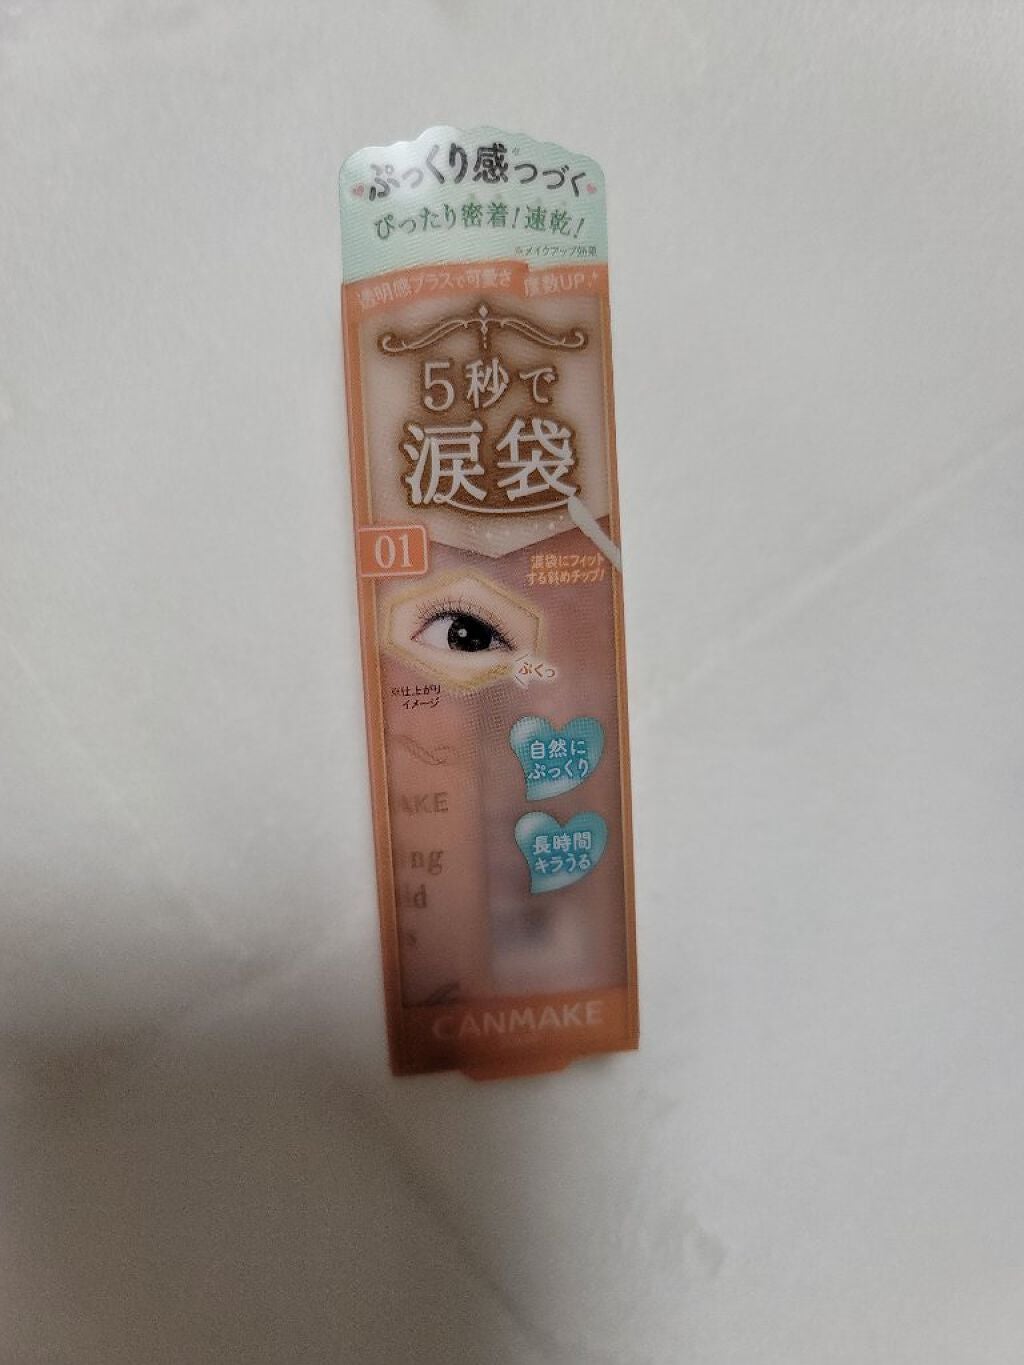 ぷっくり感※つづく
ぴったり密着!速乾!
※メイクアップ効果
透明感プラスで可愛さ 度数UP
5秒で
涙袋
01
涙袋にフィット
する斜めチップ!
ぷくっ
※仕上がり
イメージ
自然に
ぷっくり
長時間
キラうる
CANMAKE